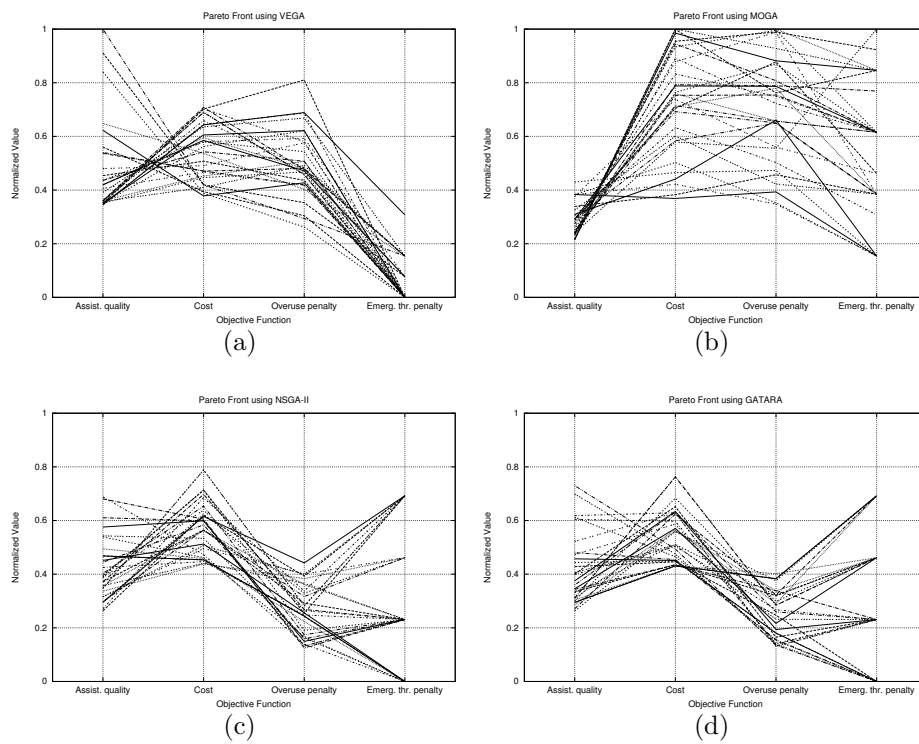 Pareto Front using VEGA
1
0.8
0.6
0.4
0.2
0
Normalized Value
Assist. quality Cost Overuse penalty Emerg. thr. penalty
Objective Function
(a)
Pareto Front using MOGA
1
0.8
0.6
0.4
0.2
0
Normalized Value
Assist. quality Cost Overuse penalty Emerg. thr. penalty
Objective Function
(b)
Pareto Front using NSGA-II
1
0.8
0.6
0.4
0.2
0
Normalized Value
Assist. quality Cost Overuse penalty Emerg. thr. penalty
Objective Function
(c)
Pareto Front using GATARA
1
0.8
0.6
0.4
0.2
0
Normalized Value
Assist. quality Cost Overuse penalty Emerg. thr. penalty
Objective Function
(d)